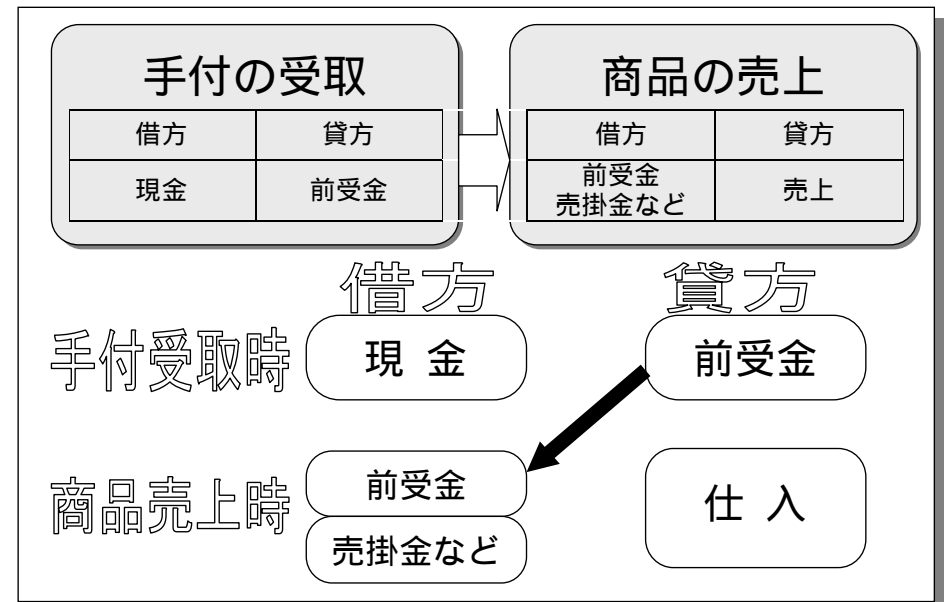 手付の受取
商品の売上
借方 貸方
借方 貸方
現金 前受金
前受金
売掛金など
売上
借方 貸方
手付受取時
現 金
前受金
商品売上時
前受金
売掛金など
仕 入